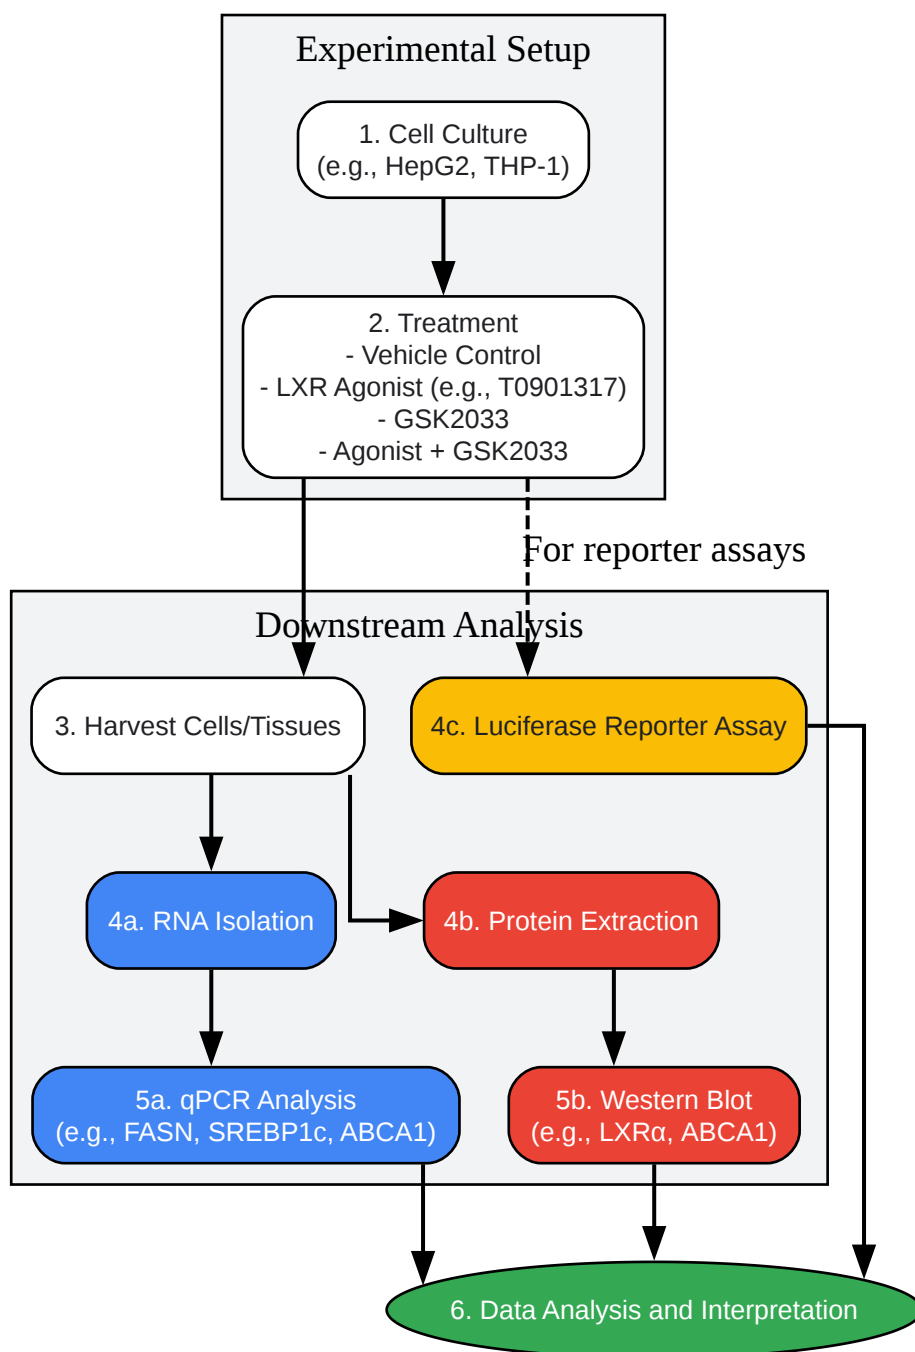 Experimental Setup
1. Cell Culture
(e.g., HepG2, THP-1)
2. Treatment
- Vehicle Control
- LXR Agonist (e.g., T0901317)
- GSK2033
- Agonist + GSK2033
For reporter assays
Downstream Analysis
3. Harvest Cells/Tissues
4c. Luciferase Reporter Assay
4a. RNA Isolation
4b. Protein Extraction
5a. qPCR Analysis
(e.g., FASN, SREBP1c, ABCA1)
5b. Western Blot
(e.g., LXRα, ABCA1)
6. Data Analysis and Interpretation